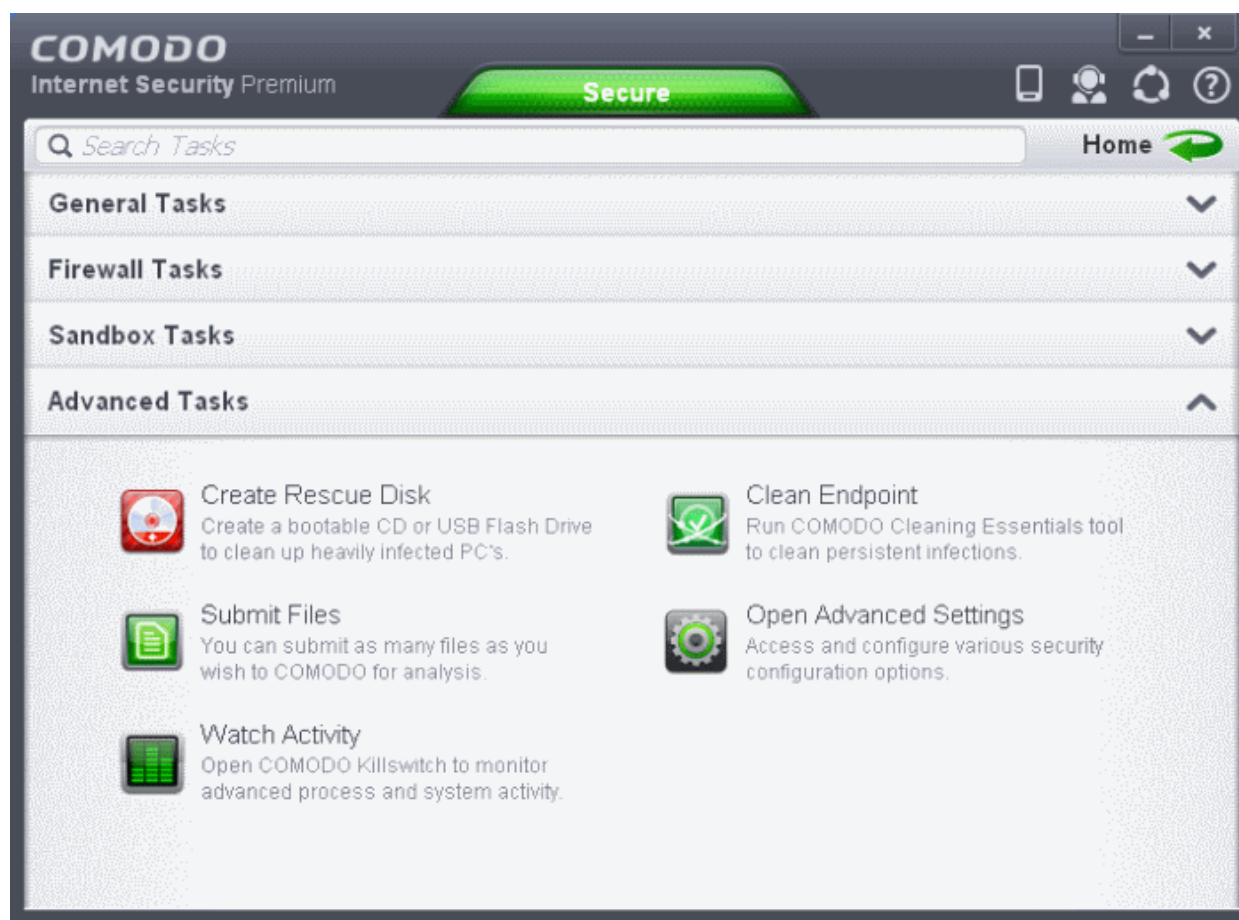 COMODO
Internet Security Premium
Secure
Search Tasks
Home
General Tasks
Firewall Tasks
Sandbox Tasks
Advanced Tasks
Create Rescue Disk
Create a bootable CD or USB Flash Drive
to clean up heavily infected PC's.
Clean Endpoint
Run COMODO Cleaning Essentials tool
to clean persistent infections.
Submit Files
You can submit as many files as you
wish to COMODO for analysis.
Open Advanced Settings
Access and configure various security
configuration options.
Watch Activity
Open COMODO Killswitch to monitor
advanced process and system activity.